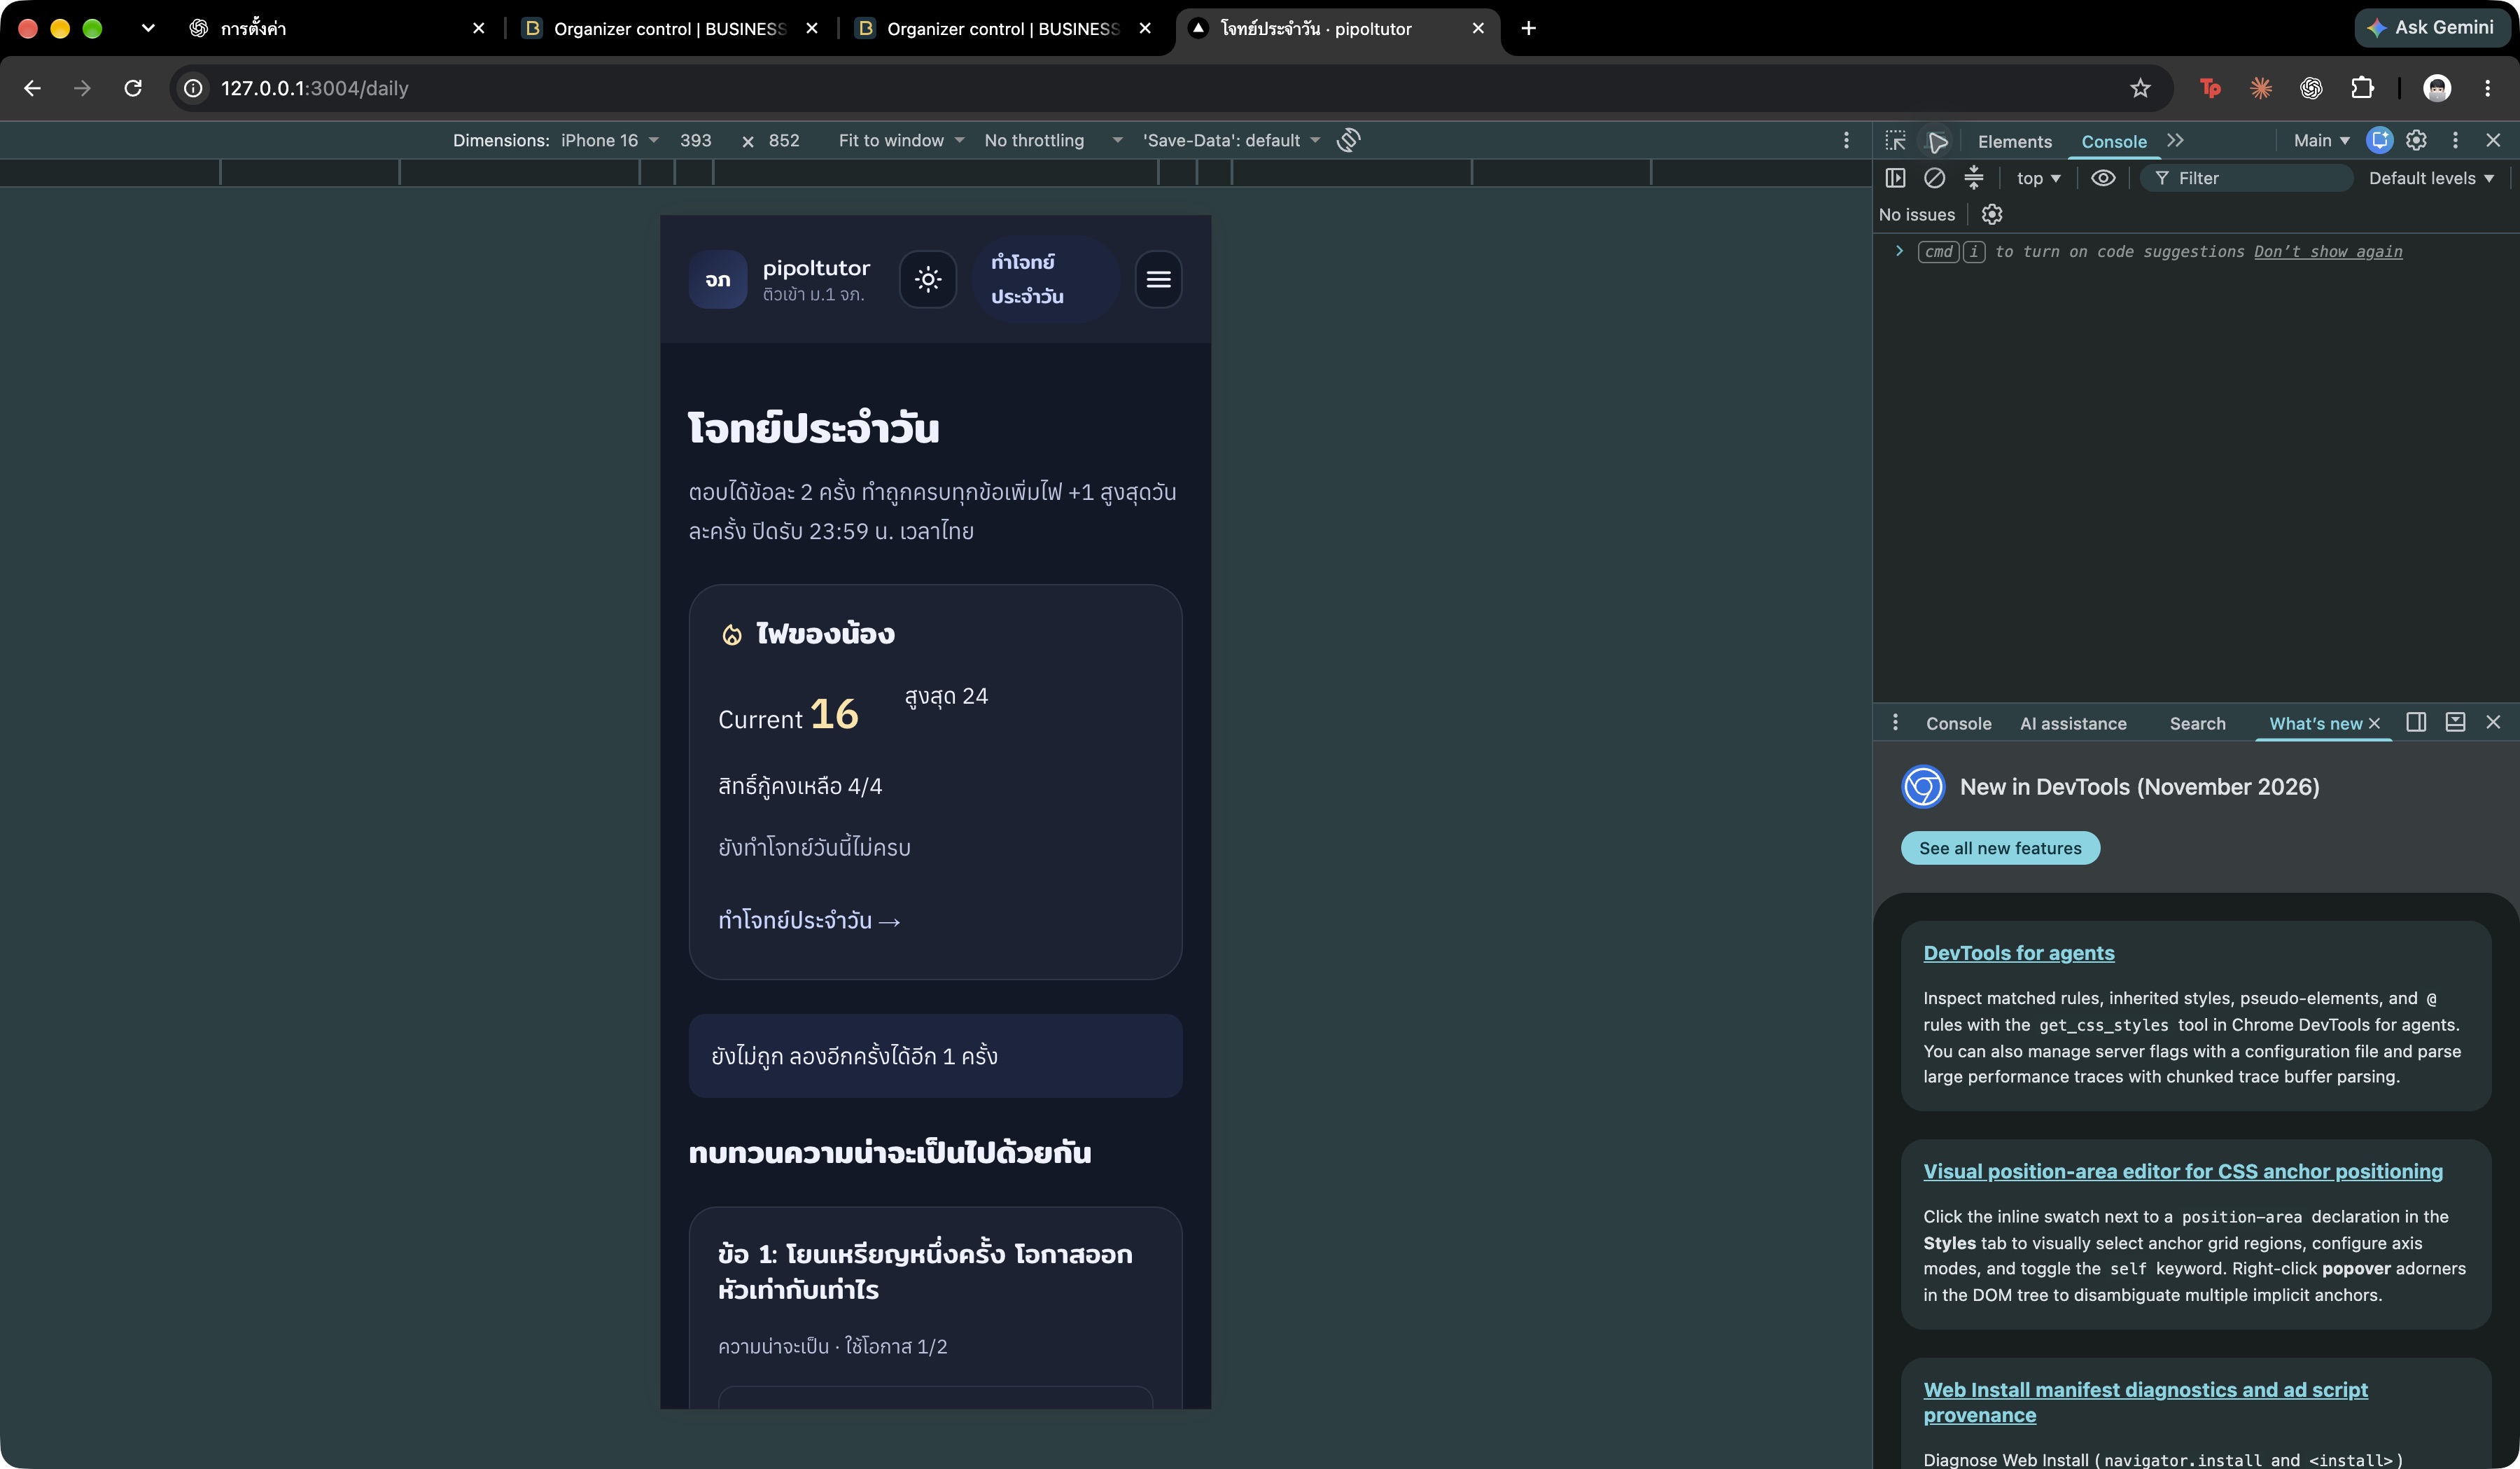 การตั้งค่า
Organizer control | BUSINESS
Organizer control | BUSINESS
โจทย์ประจำวัน · pipoltutor
Ask Gemini
127.0.0.1:3004/daily
Tp
Dimensions: iPhone 16 393 × 852 Fit to window No throttling 'Save-Data': default
Elements Console Main
top Filter Default levels
No issues
cmd i to turn on code suggestions Don't show again
จภ
pipoltutor
ติวเข้า ม.1 จภ.
ทำโจทย์
ประจำวัน
โจทย์ประจำวัน
ตอบได้ข้อละ 2 ครั้ง ทำถูกครบทุกข้อเพิ่มไฟ +1 สูงสุดวัน
ละครั้ง ปิดรับ 23:59 น. เวลาไทย
ไฟของน้อง
Current 16
สูงสุด 24
สิทธิ์กู้คงเหลือ 4/4
ยังทำโจทย์วันนี้ไม่ครบ
ทำโจทย์ประจำวัน →
ยังไม่ถูก ลองอีกครั้งได้อีก 1 ครั้ง
ทบทวนความน่าจะเป็นไปด้วยกัน
ข้อ 1: โยนเหรียญหนึ่งครั้ง โอกาสออก
หัวเท่ากับเท่าไร
ความน่าจะเป็น · ใช้โอกาส 1/2
Console AI assistance Search What's new
New in DevTools (November 2026)
See all new features
DevTools for agents
Inspect matched rules, inherited styles, pseudo-elements, and @
rules with the get_css_styles tool in Chrome DevTools for agents.
You can also manage server flags with a configuration file and parse
large performance traces with chunked trace buffer parsing.
Visual position-area editor for CSS anchor positioning
Click the inline swatch next to a position-area declaration in the
Styles tab to visually select anchor grid regions, configure axis
modes, and toggle the self keyword. Right-click popover adorners
in the DOM tree to disambiguate multiple implicit anchors.
Web Install manifest diagnostics and ad script
provenance
Diagnose Web Install (navigator.install and <install>)